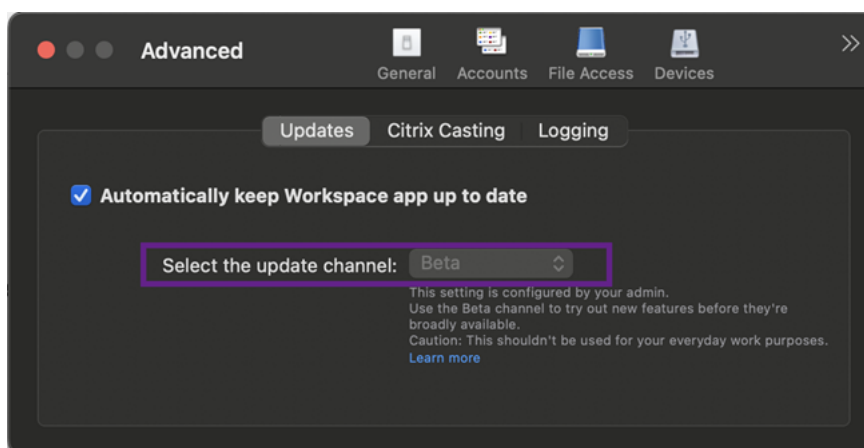 Advanced
General Accounts File Access Devices
Updates Citrix Casting Logging
Automatically keep Workspace app up to date
Select the update channel: Beta
This setting is configured by your admin.
Use the Beta channel to try out new features before they're
broadly available.
Caution: This shouldn't be used for your everyday work purposes.
Learn more